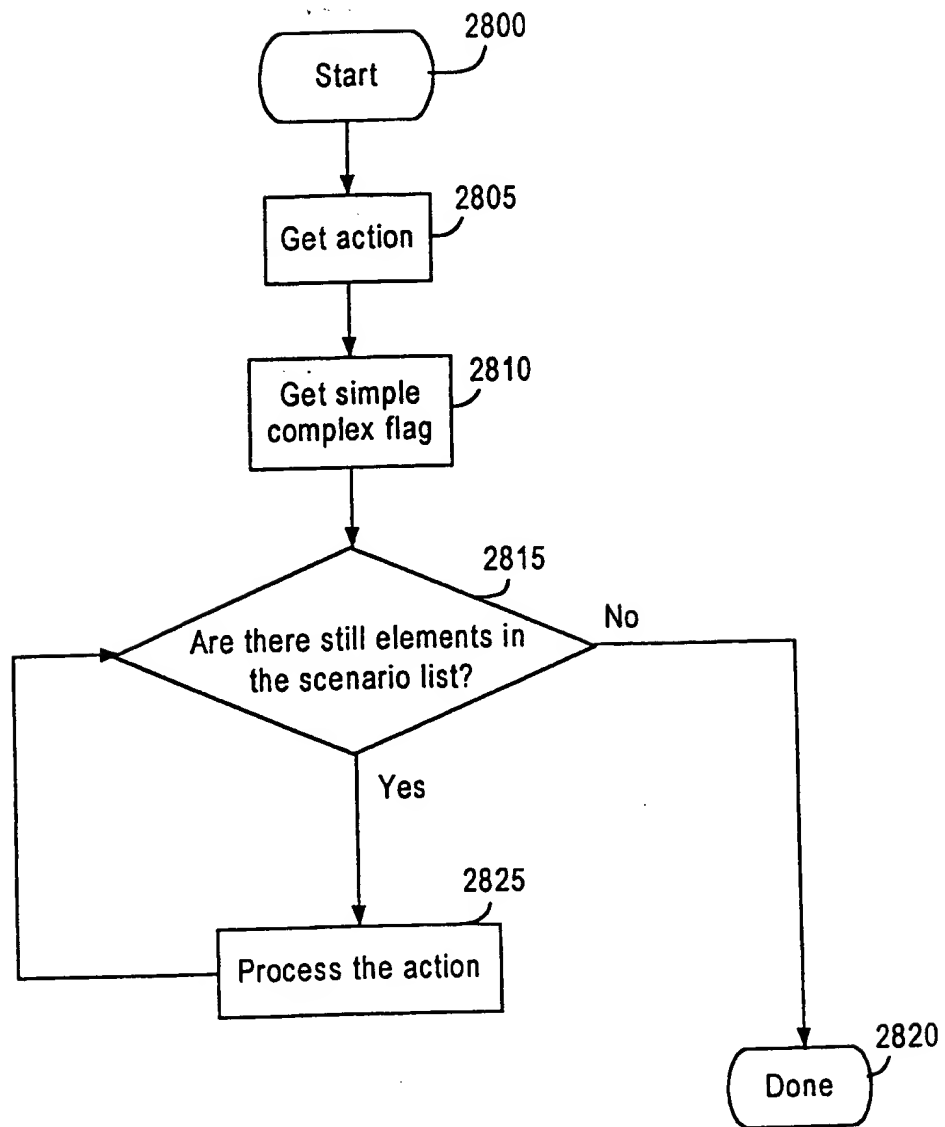 2800
Start
2805
Get action
2810
Get simple
complex flag
2815
Are there still elements in
the scenario list?
No
Yes
2825
Process the action
2820
Done